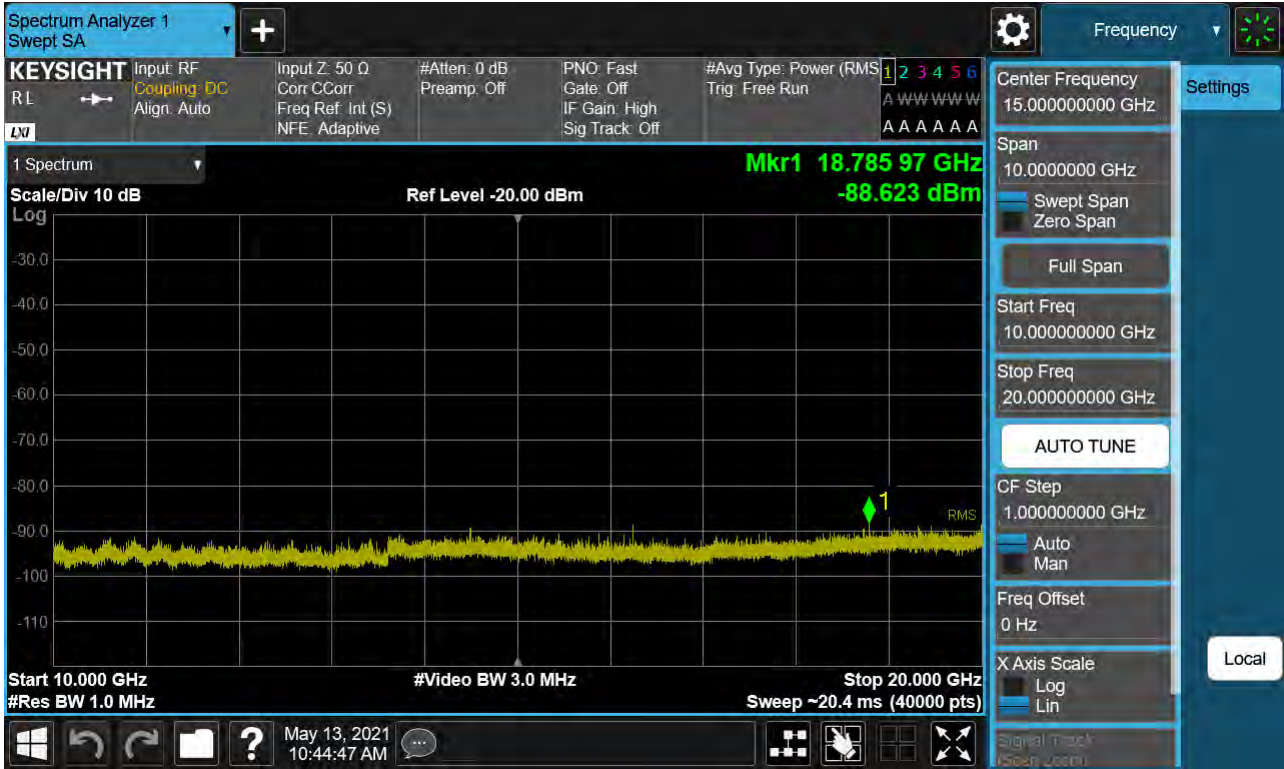 Spectrum Analyzer 1
Swept SA
Frequency
KEYSIGHT
R L
LXI
Input: RF
Coupling: DC
Align: Auto
Input Z: 50 Ω
Corr CCorr
Freq Ref: Int (S)
NFE: Adaptive
#Atten: 0 dB
Preamp: Off
PNO: Fast
Gate: Off
IF Gain: High
Sig Track: Off
#Avg Type: Power (RMS
Trig: Free Run
1 2 3 4 5 6
A W W W W W
A A A A A A
1 Spectrum
Scale/Div 10 dB
Log
Ref Level -20.00 dBm
Mkr1 18.785 97 GHz
-88.623 dBm
-30.0
-40.0
-50.0
-60.0
-70.0
-80.0
-90.0
-100
-110
1
RMS
Start 10.000 GHz
#Res BW 1.0 MHz
#Video BW 3.0 MHz
Stop 20.000 GHz
Sweep ~20.4 ms (40000 pts)
May 13, 2021
10:44:47 AM
Center Frequency
15.000000000 GHz
Span
10.0000000 GHz
Swept Span
Zero Span
Full Span
Start Freq
10.000000000 GHz
Stop Freq
20.000000000 GHz
AUTO TUNE
CF Step
1.000000000 GHz
Auto
Man
Freq Offset
0 Hz
X Axis Scale
Log
Lin
Signal Track
(Span Zoom)
Settings
Local